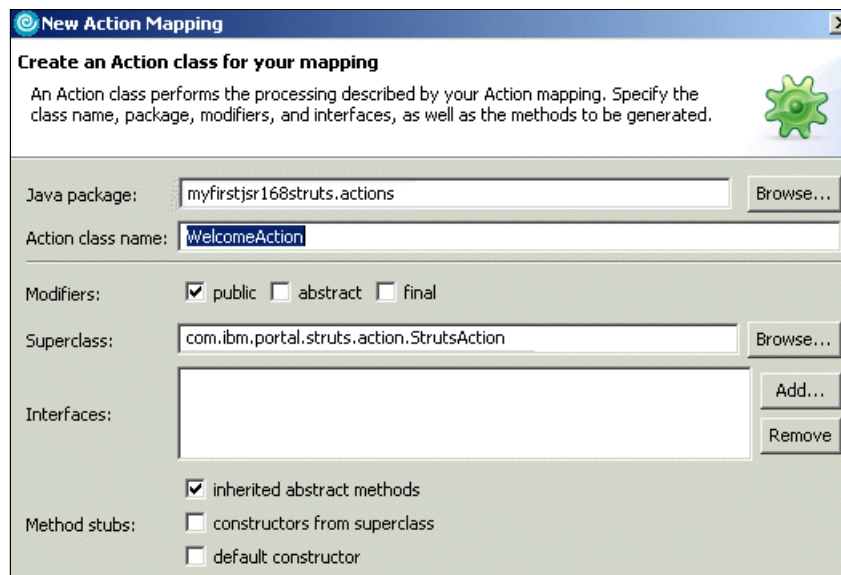 New Action Mapping
Create an Action class for your mapping
An Action class performs the processing described by your Action mapping. Specify the
class name, package, modifiers, and interfaces, as well as the methods to be generated.
Java package: myfirstjsr168struts.actions Browse...
Action class name: WelcomeAction
Modifiers: public abstract final
Superclass: com.ibm.portal.struts.action.StrutsAction Browse...
Interfaces: Add...
Remove
Method stubs: inherited abstract methods
constructors from superclass
default constructor